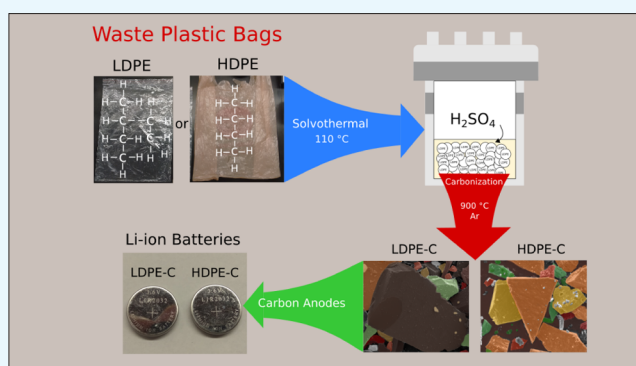 Waste Plastic Bags
LDPE
HDPE
or
H
H-C-H
H-C-H
H-C-H
H-C-H
H
H
H-C-H
H-C-H
H-C-H
H-C-H
H
Solvothermal
110 °C
H₂SO₄
Carbonization
900 °C
Ar
LDPE-C
HDPE-C
Carbon Anodes
Li-ion Batteries
LDPE-C
HDPE-C